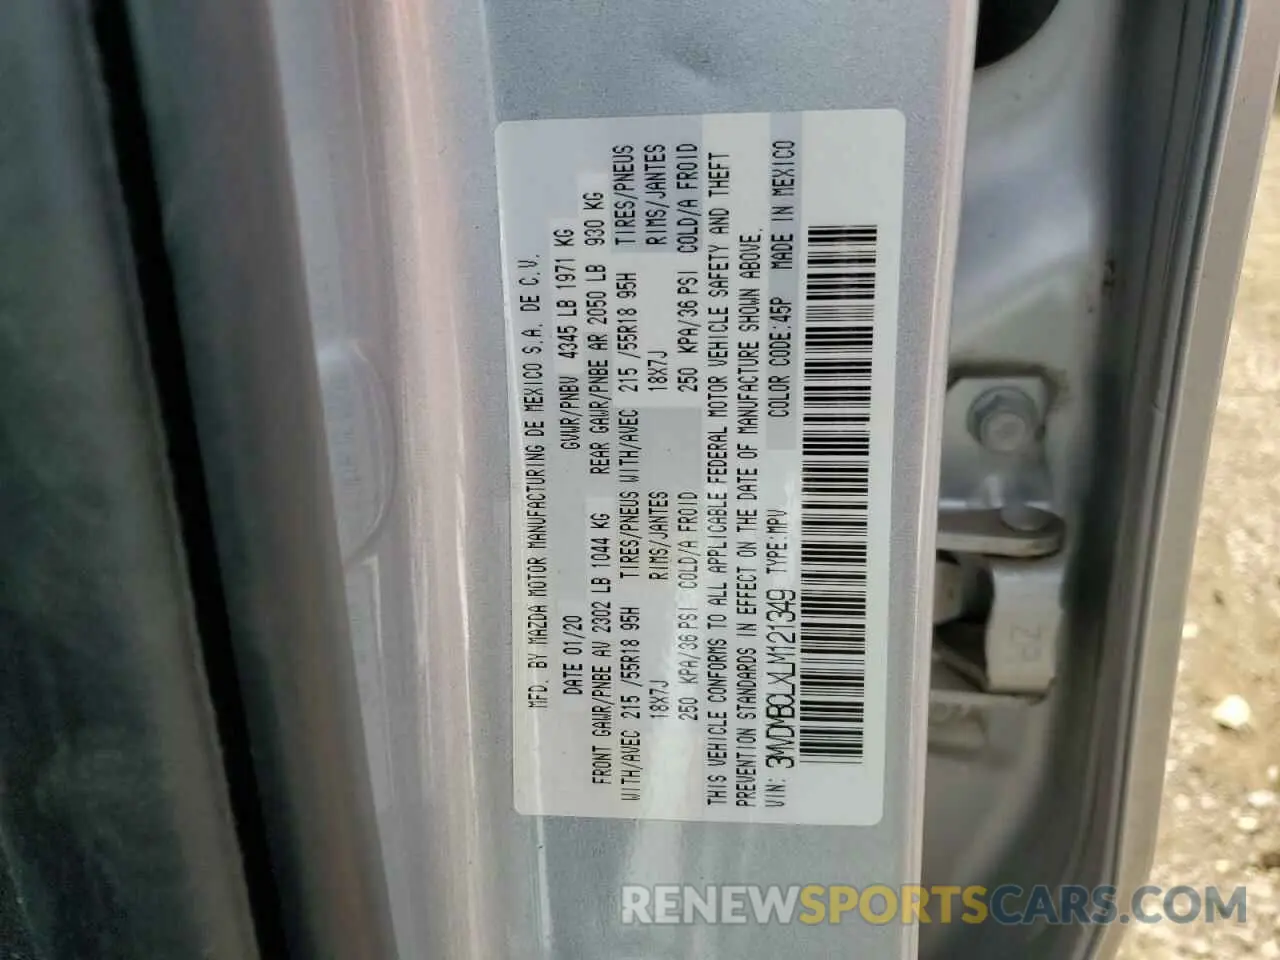 MFD. BY MAZDA MOTOR MANUFACTURING DE MEXICO S.A. DE C.V.
DATE 01/20 GVWR/PNBV 4345 LB 1971 KG
FRONT GAWR/PNBE AV 2302 LB 1044 KG REAR GAWR/PNBE AR 2050 LB 930 KG
WITH/AVEC 215 /55R18 95H TIRES/PNEUS WITH/AVEC 215 /55R18 95H TIRES/PNEUS
18X7J RIMS/JANTES 18X7J RIMS/JANTES
250 KPA/36 PSI COLD/A FROID 250 KPA/36 PSI COLD/A FROID
THIS VEHICLE CONFORMS TO ALL APPLICABLE FEDERAL MOTOR VEHICLE SAFETY AND THEFT
PREVENTION STANDARDS IN EFFECT ON THE DATE OF MANUFACTURE SHOWN ABOVE.
VIN: 3MVDMBCLXLM121349 TYPE:MPV COLOR CODE:45P MADE IN MEXICO
RENEWSPORTSCARS.COM